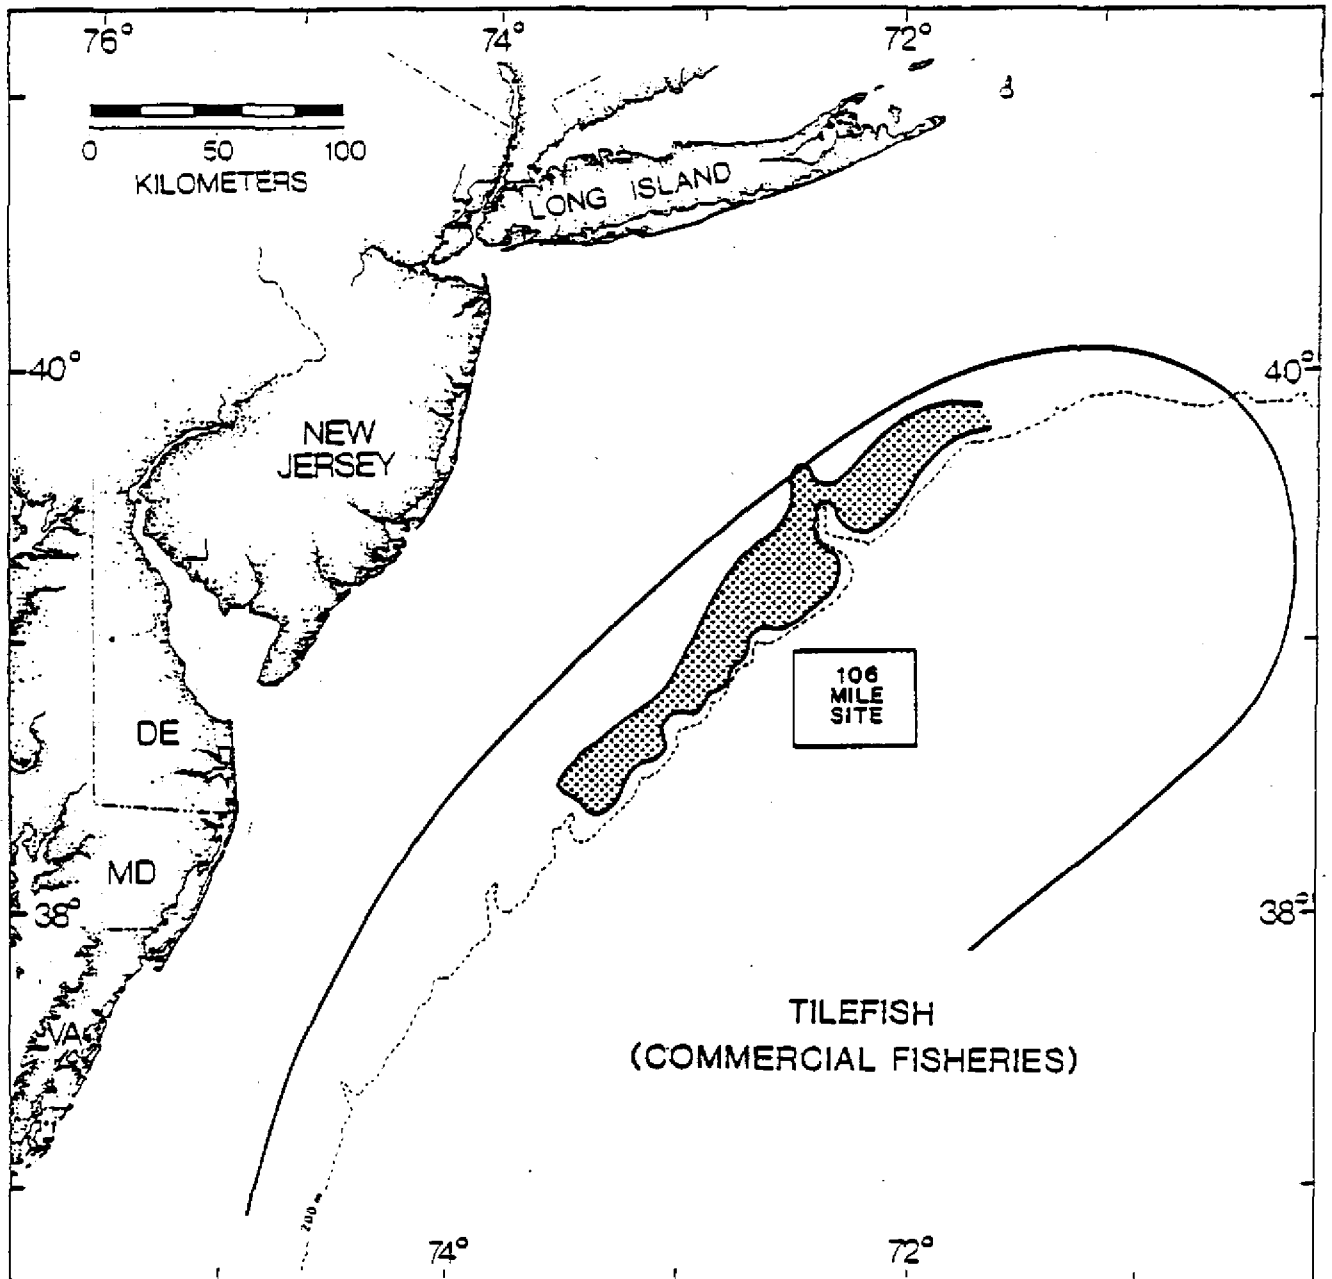 76°
74°
72°
0 50 100
KILOMETERS
LONG ISLAND
40°
40°
NEW
JERSEY
106
MILE
SITE
DE
MD
38°
38°
TILEFISH
(COMMERCIAL FISHERIES)
VA
200 m
74°
72°